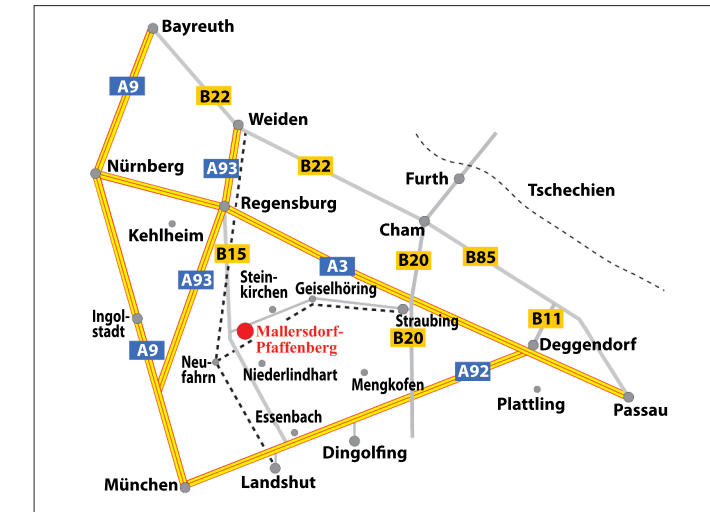 Bayreuth
A9
B22
Weiden
Nürnberg
A93
B22
Furth
Tschechien
Regensburg
Kehlheim
Cham
B15
A3
B20
B85
A93
Stein-
kirchen
Geiselhöring
Ingol-
stadt
Mallersdorf-
Pfaffenberg
Straubing
B11
B20
A9
Neu-
fahrn
Niederlindhart
Mengkofen
A92
Deggendorf
Plattling
Passau
Essenbach
Dingolfing
München
Landshut